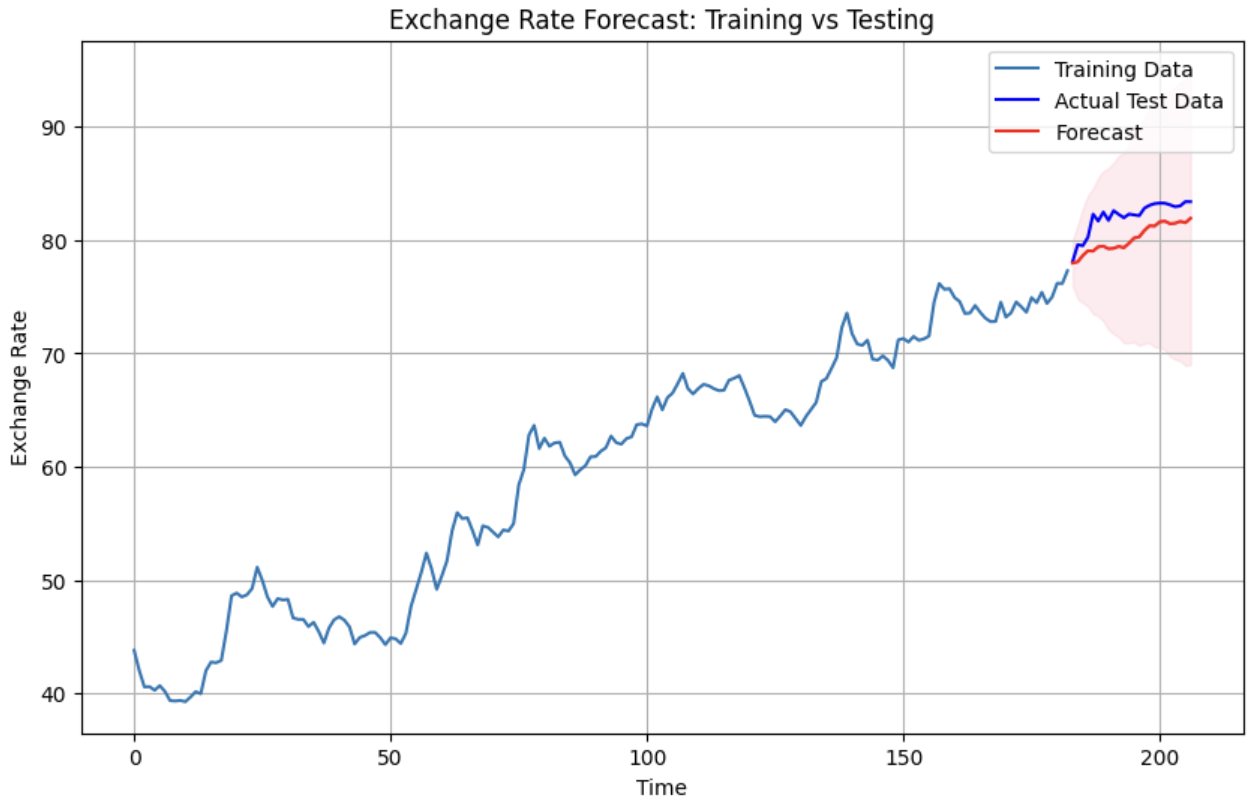 Exchange Rate Forecast: Training vs Testing
Training Data
Actual Test Data
Forecast
Exchange Rate
90
80
70
60
50
40
0 50 100 150 200
Time